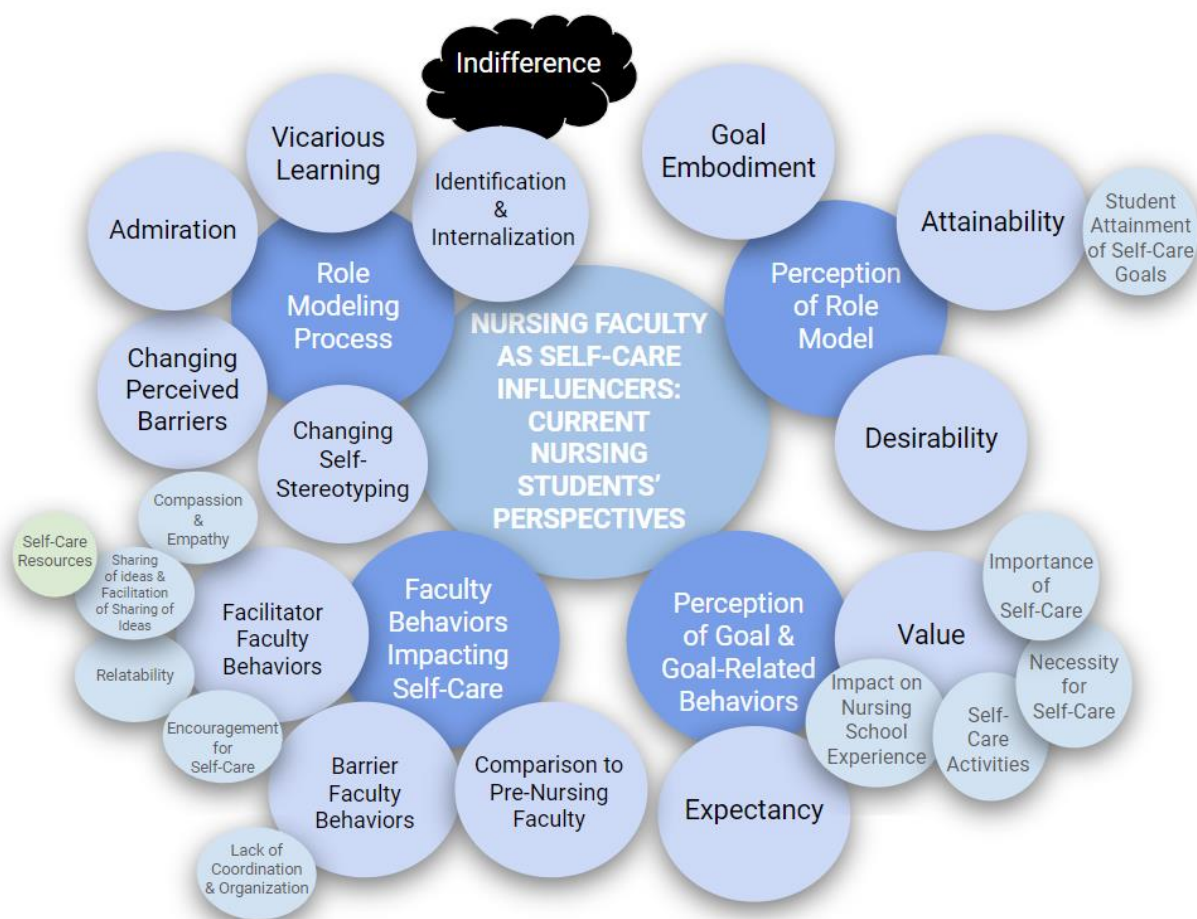 Indifference
Vicarious
Learning
Identification
&
Internalization
Admiration
Role
Modeling
Process
Changing
Perceived
Barriers
Changing
Self-
Stereotyping
Goal
Embodiment
Attainability
Student
Attainment
of Self-Care
Goals
Perception
of Role
Model
Desirability
NURSING FACULTY
AS SELF-CARE
INFLUENCERS:
CURRENT
NURSING
STUDENTS’
PERSPECTIVES
Compassion
&
Empathy
Self-Care
Resources
Sharing
of ideas &
Facilitation
of Sharing of
Ideas
Facilitator
Faculty
Behaviors
Relatability
Encouragement
for
Self-Care
Faculty
Behaviors
Impacting
Self-Care
Barrier
Faculty
Behaviors
Lack of
Coordination
& Organization
Comparison to
Pre-Nursing
Faculty
Perception
of Goal &
Goal-Related
Behaviors
Value
Importance
of
Self-Care
Necessity
for
Self-Care
Self-
Care
Activities
Impact on
Nursing
School
Experience
Expectancy